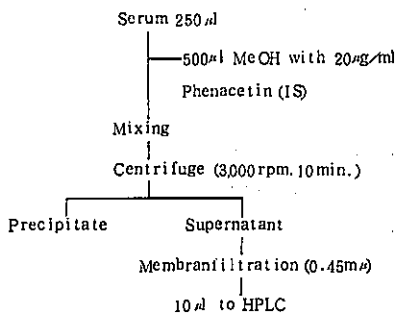 Serum 250 μl
500μl MeOH with 20μg/ml
Phenacetin (IS)
Mixing
Centrifuge (3,000 rpm. 10 min.)
Precipitate Supernatant
Membranfiltration (0.45mμ)
10 μl to HPLC